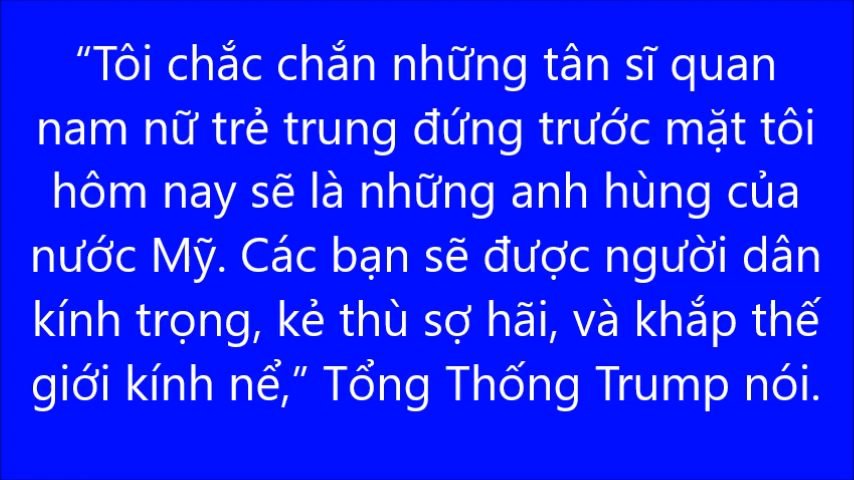 “Tôi chắc chắn những tân sĩ quan
nam nữ trẻ trung đứng trước mặt tôi
hôm nay sẽ là những anh hùng của
nước Mỹ. Các bạn sẽ được người dân
kính trọng, kẻ thù sợ hãi, và khắp thế
giới kính nể,” Tổng Thống Trump nói.